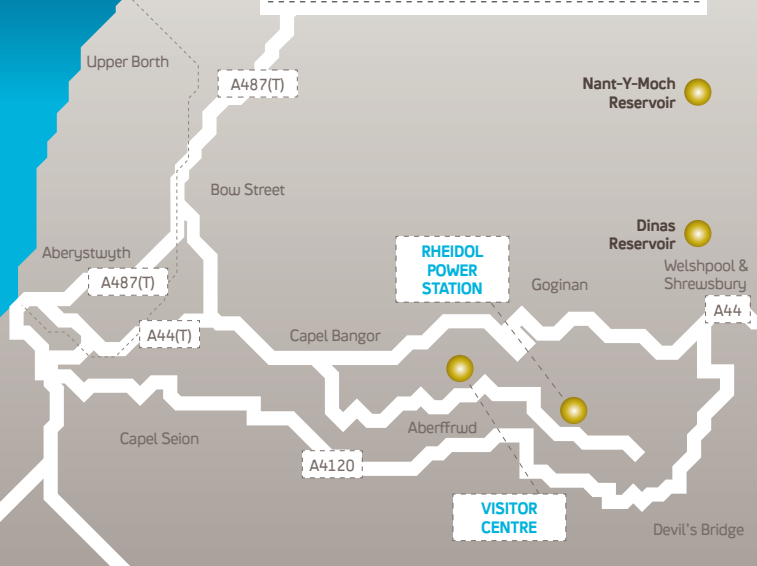 Upper Borth
A487(T)
Nant-Y-Moch
Reservoir
Bow Street
Dinas
Reservoir
Aberystwyth
RHEIDOL
POWER
STATION
Welshpool &
Shrewsbury
A487(T)
Goginan
A44
A44(T)
Capel Bangor
Aberffrwd
Capel Seion
A4120
VISITOR
CENTRE
Devil's Bridge